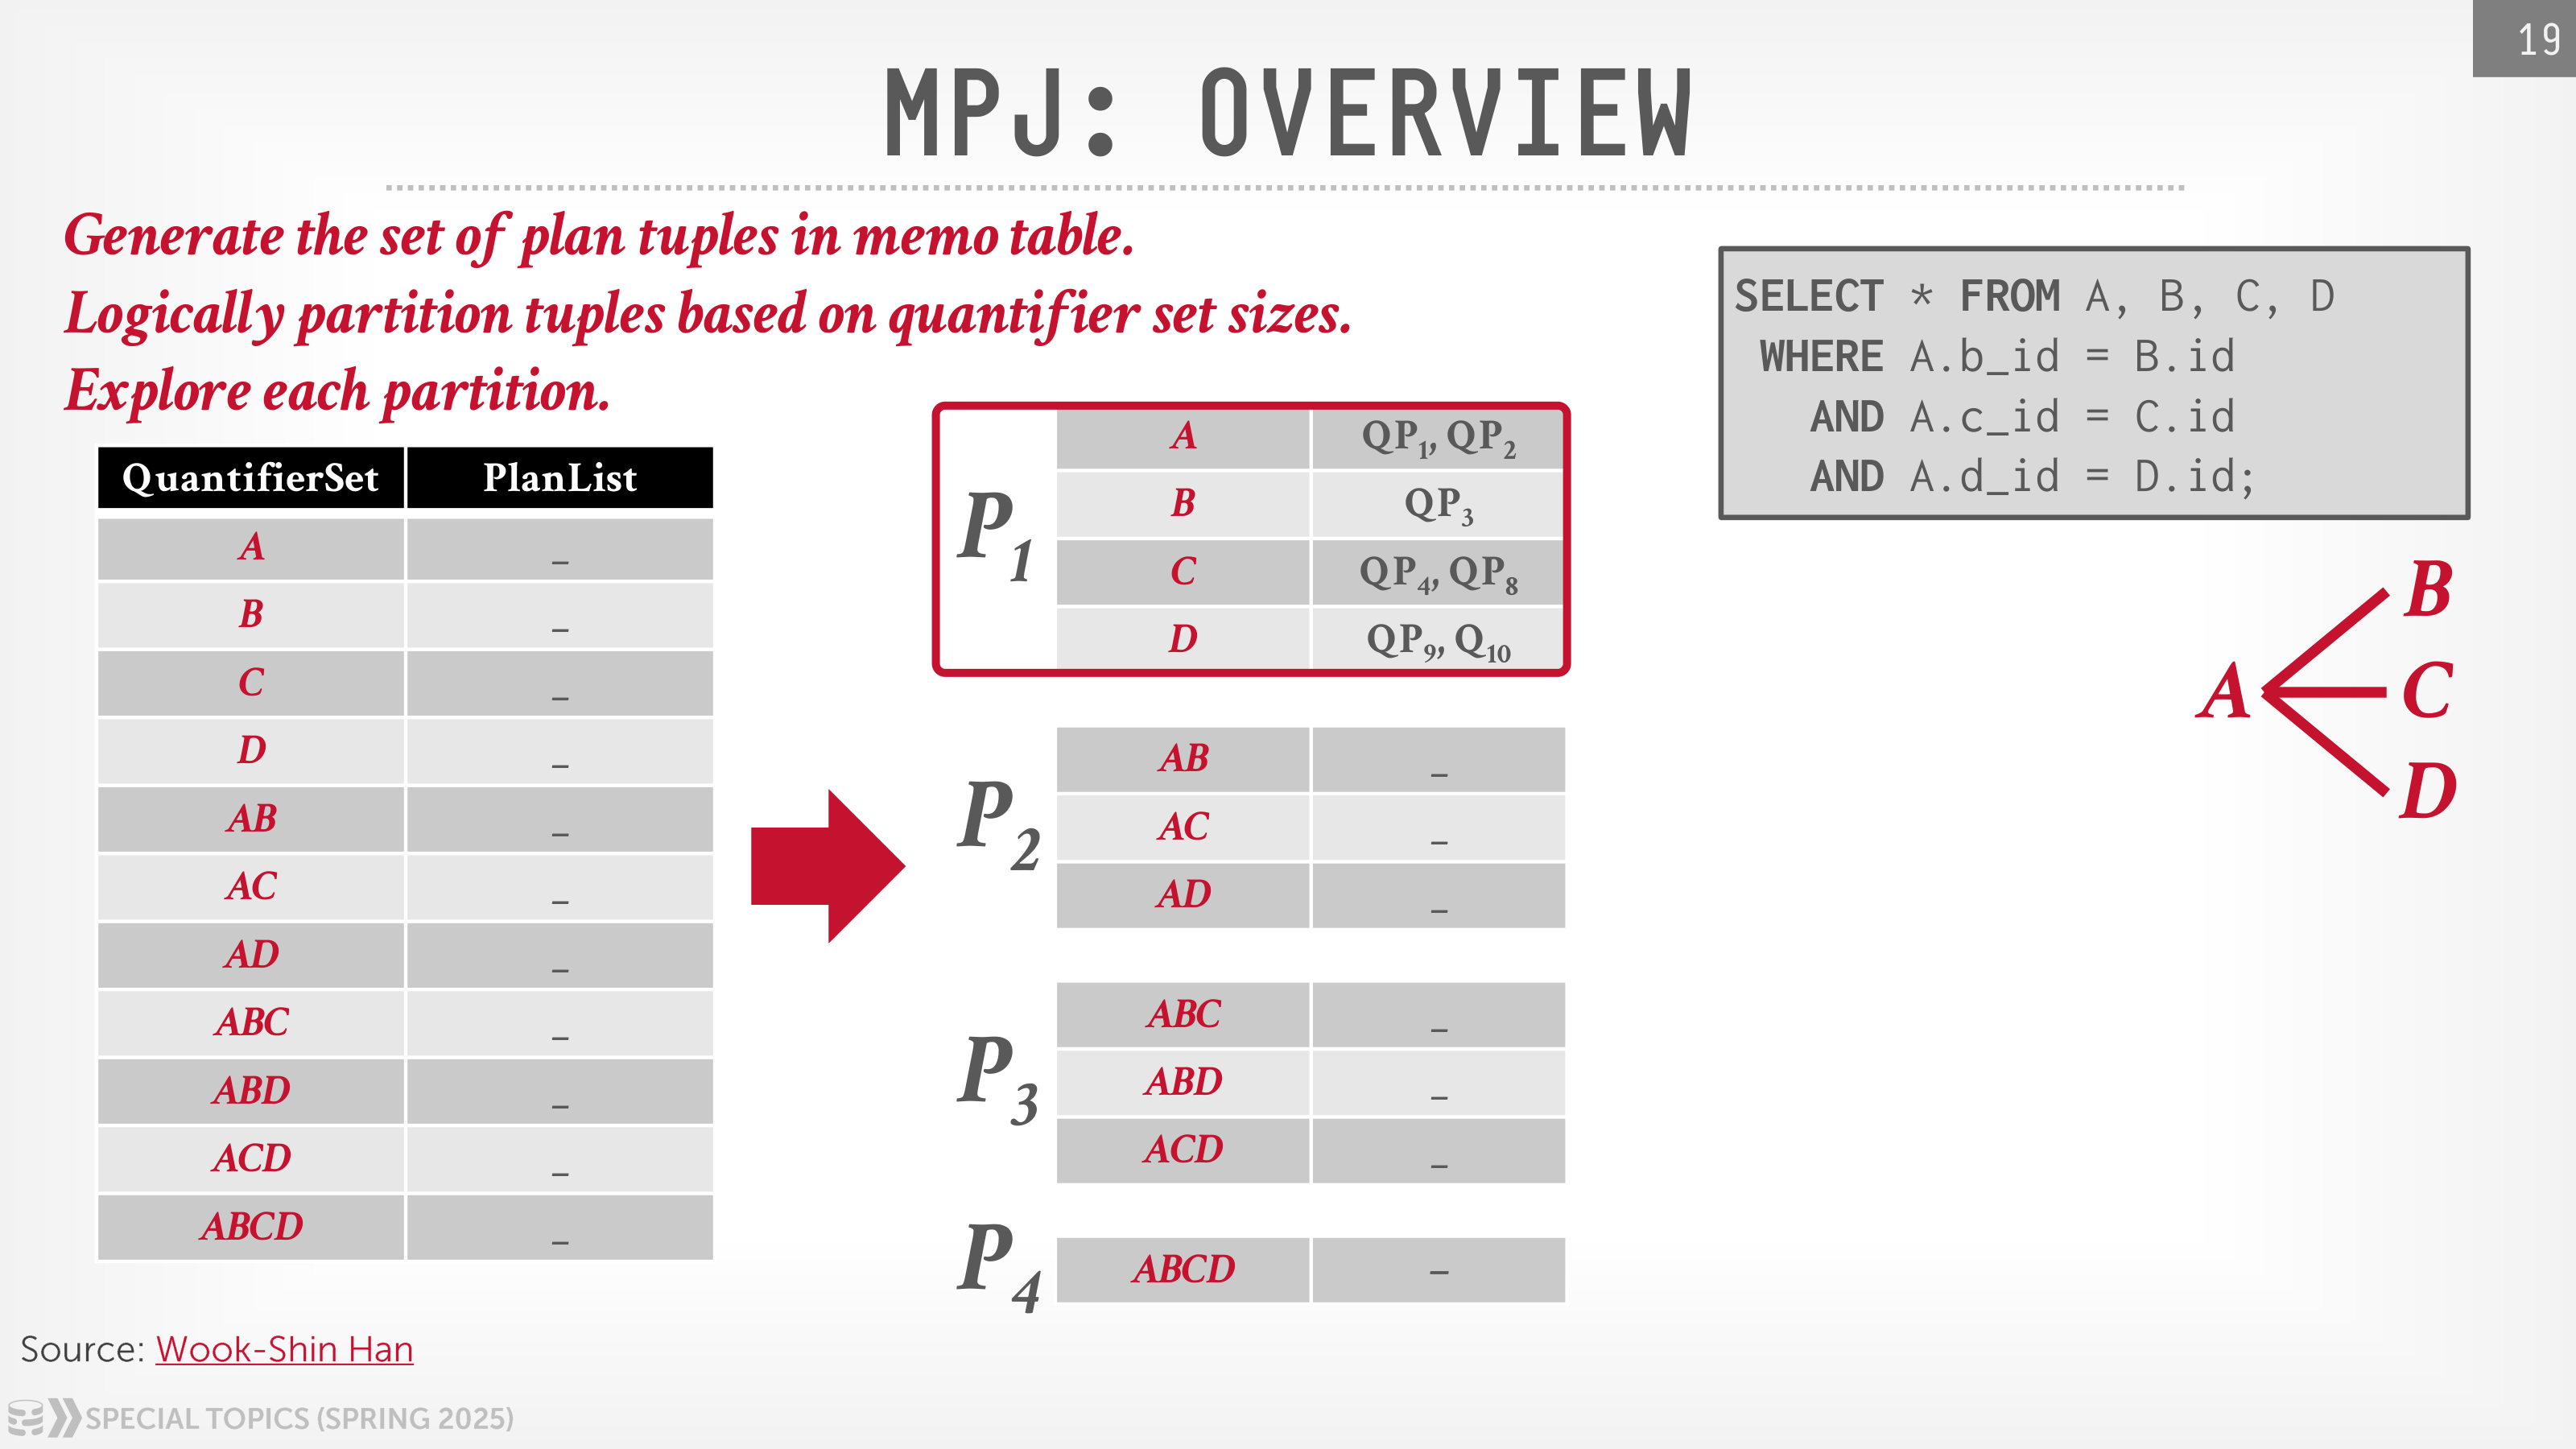 19
MPJ: OVERVIEW
Generate the set of plan tuples in memo table.
Logically partition tuples based on quantifier set sizes.
Explore each partition.
QuantifierSet PlanList
A _
B _
C _
D _
AB _
AC _
AD _
ABC _
ABD _
ACD _
ABCD _
P1
A QP1, QP2
B QP3
C QP4, QP8
D QP9, Q10
P2
AB _
AC _
AD _
P3
ABC _
ABD _
ACD _
P4
ABCD –
SELECT * FROM A, B, C, D
WHERE A.b_id = B.id
AND A.c_id = C.id
AND A.d_id = D.id;
B
A C
D
Source: Wook-Shin Han
SPECIAL TOPICS (SPRING 2025)